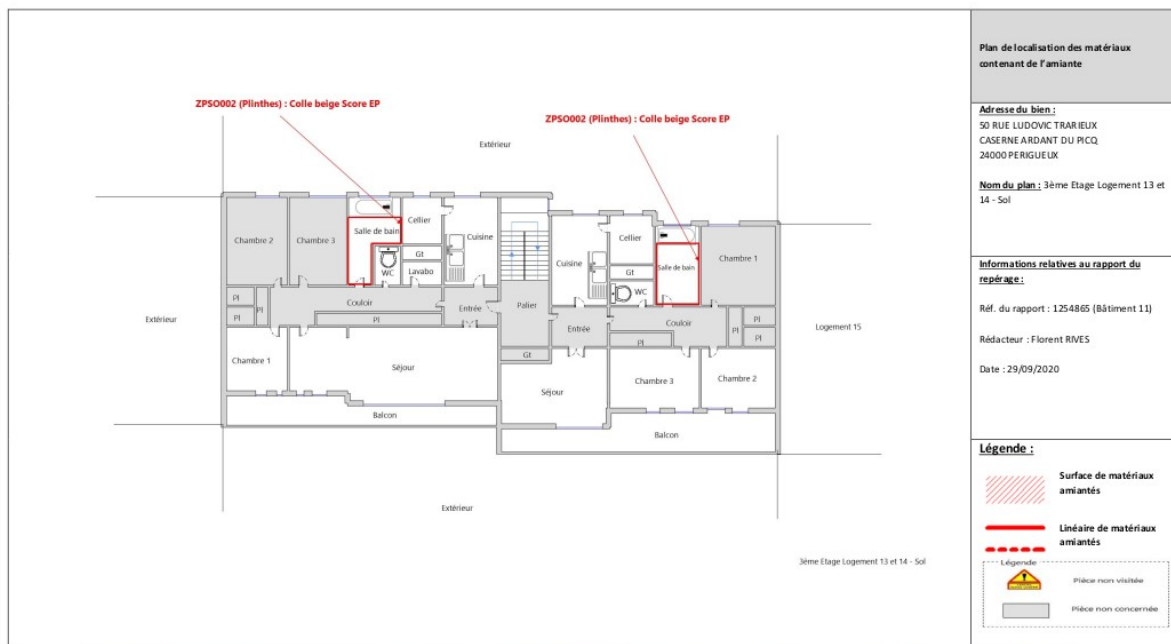 ZPSO002 (Plinthes) : Colle beige Score EP
ZPSO002 (Plinthes) : Colle beige Score EP
Extérieur
Chambre 2
Chambre 3
Salle de bain
Cellier
Cuisine
Gt
WC
Lavabo
Cuisine
Cellier
Gt
WC
Salle de bain
Chambre 1
Pl
Pl
Pl
Couloir
Pl
Entrée
Palier
Entrée
Couloir
Pl
Pl
Pl
Pl
Extérieur
Logement 15
Chambre 1
Séjour
Gt
Séjour
Chambre 3
Chambre 2
Balcon
Balcon
Extérieur
3ème Etage Logement 13 et 14 - Sol
Plan de localisation des matériaux
contenant de l'amiante
Adresse du bien :
50 RUE LUDOVIC TRARIEUX
CASERNE ARDANT DU PICQ
24000 PERIGUEUX
Nom du plan : 3ème Etage Logement 13 et
14 - Sol
Informations relatives au rapport du
repérage :
Réf. du rapport : 1254865 (Bâtiment 11)
Rédacteur : Florent RIVES
Date : 29/09/2020
Légende :
Surface de matériaux
amiantés
Linéaire de matériaux
amiantés
Légende
Pièce non visitée
Pièce non concernée